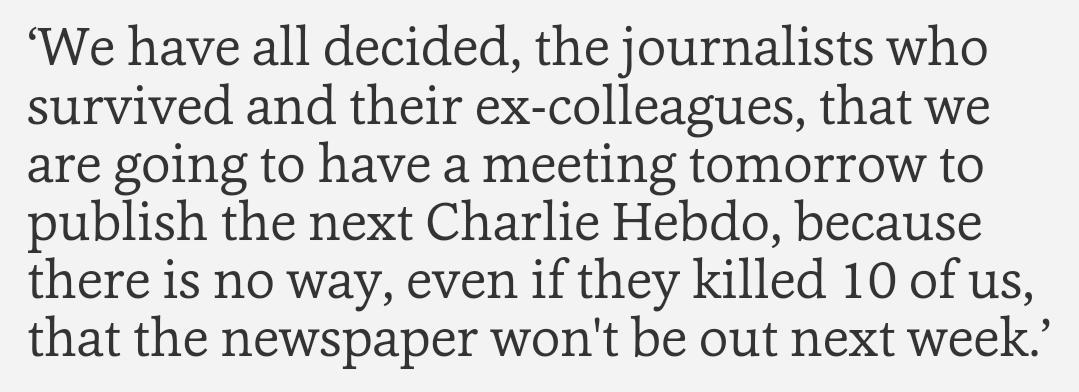 ‘We have all decided, the journalists who
survived and their ex-colleagues, that we
are going to have a meeting tomorrow to
publish the next Charlie Hebdo, because
there is no way, even if they killed 10 of us,
that the newspaper won't be out next week.’